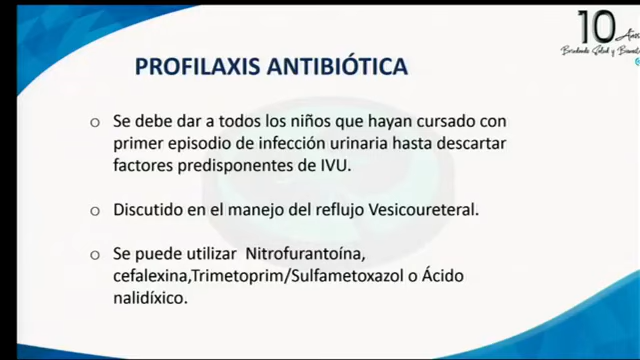 10 Años
PROFILAXIS ANTIBIÓTICA
o Se debe dar a todos los niños que hayan cursado con
primer episodio de infección urinaria hasta descartar
factores predisponentes de IVU.
o Discutido en el manejo del reflujo Vesicoureteral.
o Se puede utilizar Nitrofurantoína,
cefalexina,Trimetoprim/Sulfametoxazol o Ácido
nalidíxico.